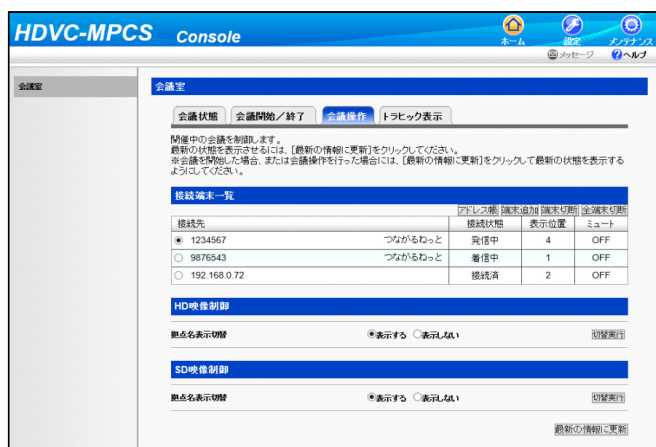 HDVC-MPCS Console
ホーム 設定 メンテナンス
メッセージ ヘルプ
会議室
会議室
会議状態 会議開始／終了 会議操作 トラヒック表示
開催中の会議を制御します。
最新の状態を表示させるには、［最新の情報に更新］をクリックしてください。
※会議を開始した場合、または会議操作を行った場合には、［最新の情報に更新］をクリックして最新の状態を表示する
ようにしてください。
接続端末一覧
アドレス帳 端末追加 端末切断 全端末切断
接続先 接続状態 表示位置 ミュート
1234567 つながるねっと 発信中 4 OFF
9876543 つながるねっと 着信中 1 OFF
192.168.0.72 接続済 2 OFF
HD映像制御
拠点名表示切替 表示する 表示しない 切替実行
SD映像制御
拠点名表示切替 表示する 表示しない 切替実行
最新の情報に更新